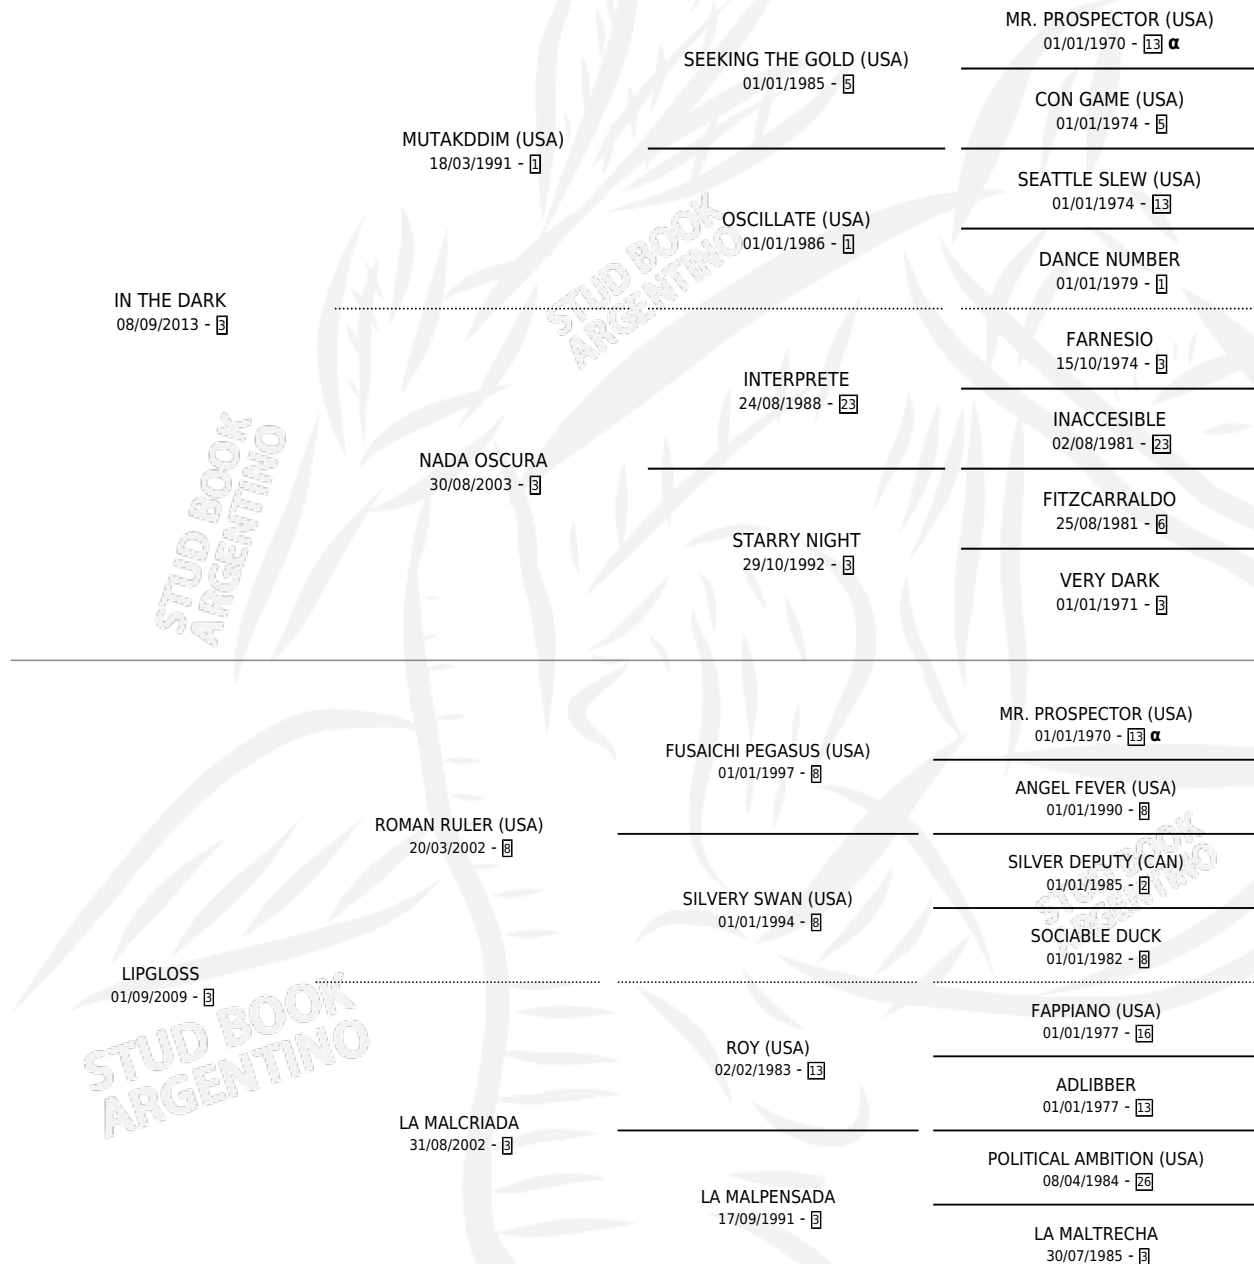 MR. PROSPECTOR (USA)
01/01/1970 - 13 α
SEEKING THE GOLD (USA)
01/01/1985 - 5
CON GAME (USA)
01/01/1974 - 5
MUTAKDDIM (USA)
18/03/1991 - 1
SEATTLE SLEW (USA)
01/01/1974 - 13
OSCILLATE (USA)
01/01/1986 - 1
DANCE NUMBER
01/01/1979 - 1
IN THE DARK
08/09/2013 - 3
FARNESIO
15/10/1974 - 3
INTERPRETE
24/08/1988 - 23
INACCESIBLE
02/08/1981 - 23
NADA OSCURA
30/08/2003 - 3
FITZCARRALDO
25/08/1981 - 6
STARRY NIGHT
29/10/1992 - 3
VERY DARK
01/01/1971 - 3
STUD BOOK
ARGENTINO
STUD BOOK
ARGENTINO
MR. PROSPECTOR (USA)
01/01/1970 - 13 α
FUSAICHI PEGASUS (USA)
01/01/1997 - 8
ANGEL FEVER (USA)
01/01/1990 - 8
ROMAN RULER (USA)
20/03/2002 - 8
SILVER DEPUTY (CAN)
01/01/1985 - 2
SILVERY SWAN (USA)
01/01/1994 - 8
SOCIABLE DUCK
01/01/1982 - 8
LIPGLOSS
01/09/2009 - 3
FAPPIANO (USA)
01/01/1977 - 16
ROY (USA)
02/02/1983 - 13
ADLIBBER
01/01/1977 - 13
LA MALCRIADA
31/08/2002 - 3
POLITICAL AMBITION (USA)
08/04/1984 - 26
LA MALPENSADA
17/09/1991 - 3
LA MALTRECHA
30/07/1985 - 3
STUD BOOK
ARGENTINO
STUD BOOK
ARGENTINO